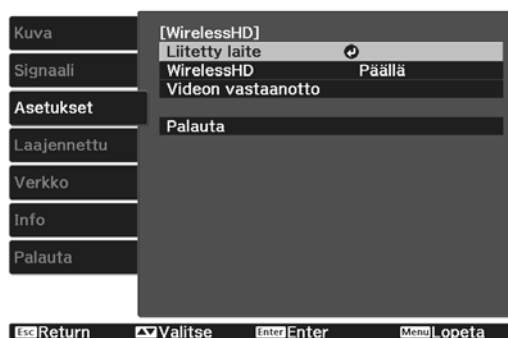 Kuva
Signaali
Asetukset
Laajennettu
Verkko
Info
Palauta
[WirelessHD]
Liitetty laite
WirelessHD Päällä
Videon vastaanotto
Palauta
Esc Return Valitse Enter Enter Menu Lopeta